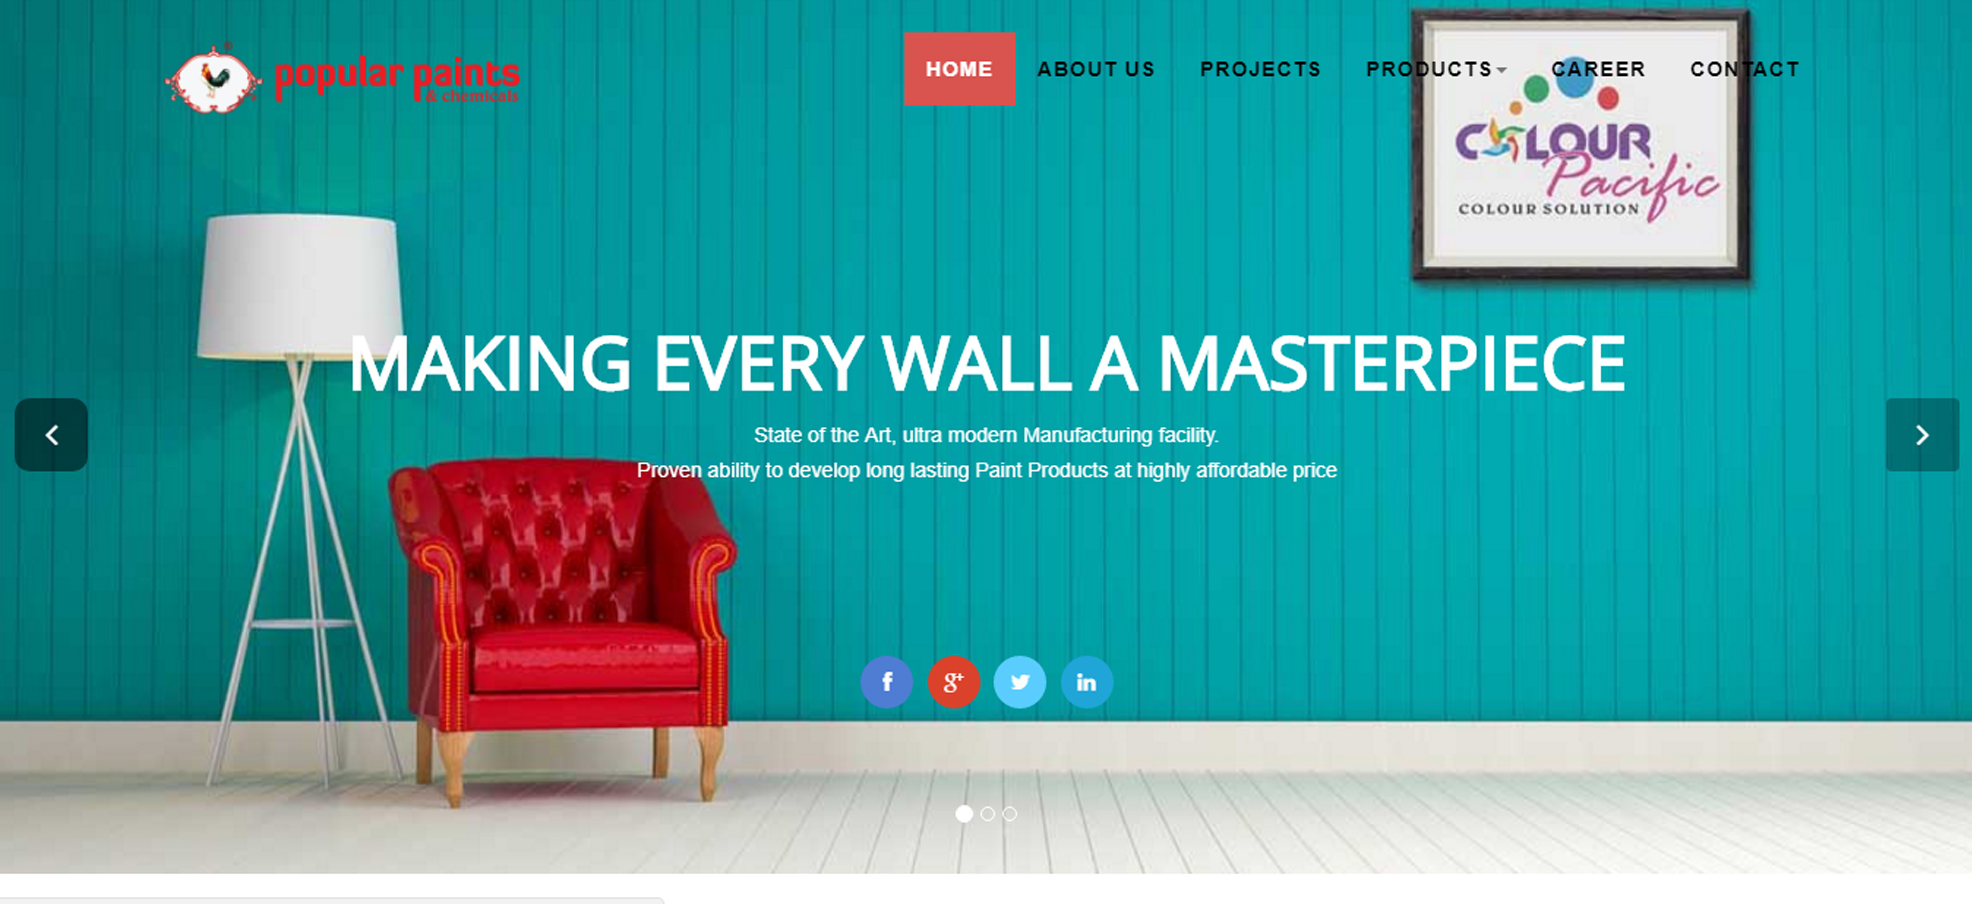 popular paints
& chemicals
HOME
ABOUT US
PROJECTS
PRODUCTS
CAREER
CONTACT
COLOUR
Pacific
COLOUR SOLUTION
MAKING EVERY WALL A MASTERPIECE
State of the Art, ultra modern Manufacturing facility.
Proven ability to develop long lasting Paint Products at highly affordable price
f
g+
in